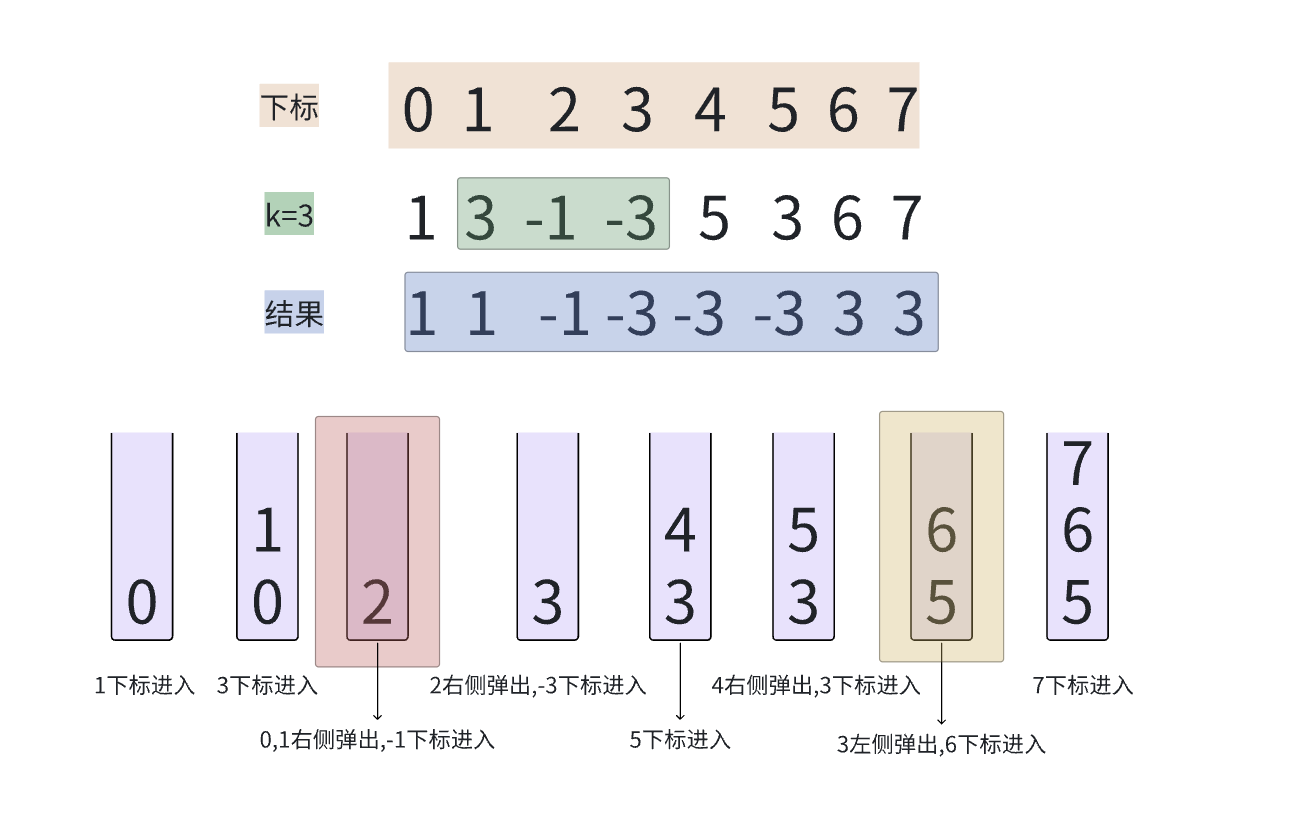 下标 0 1 2 3 4 5 6 7
k=3 1 3 -1 -3 5 3 6 7
结果 1 1 -1 -3 -3 -3 3 3
7
1 4 5 6 6
0 0 2 3 3 3 5 5
1下标进入 3下标进入 2右侧弹出,-3下标进入 4右侧弹出,3下标进入 7下标进入
0,1右侧弹出,-1下标进入 5下标进入 3左侧弹出,6下标进入